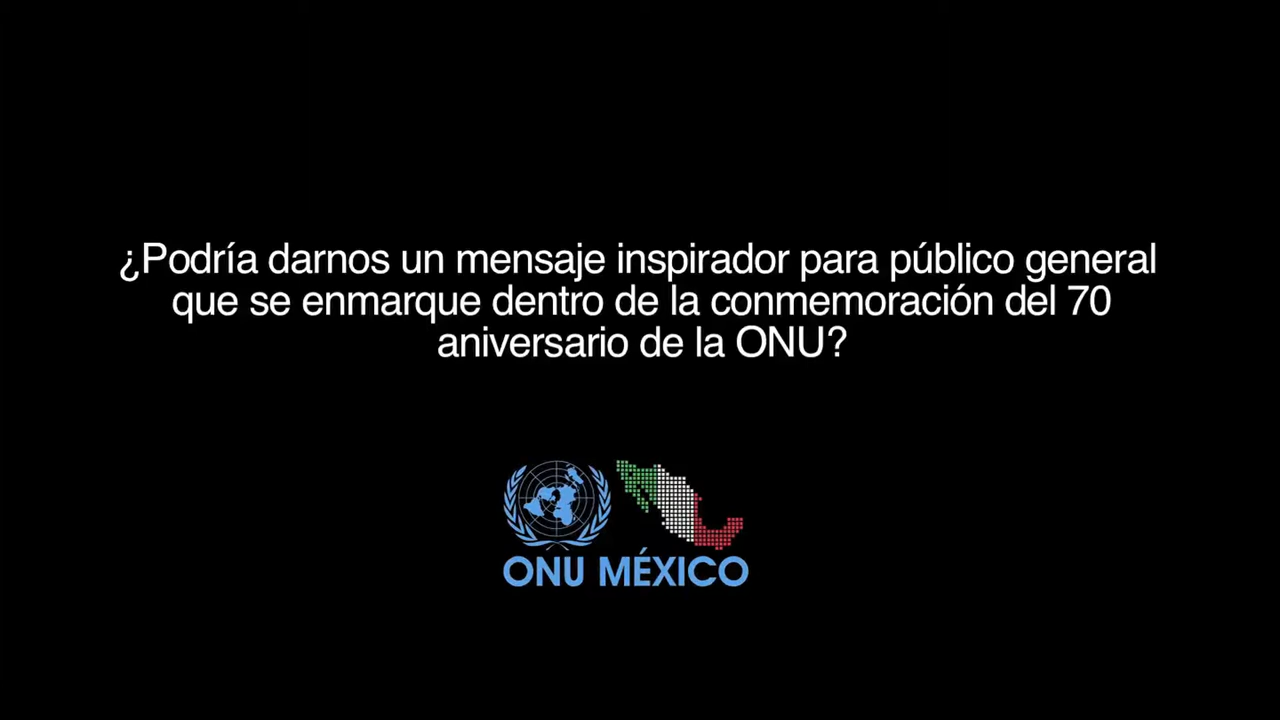 ¿Podría darnos un mensaje inspirador para público general
que se enmarque dentro de la conmemoración del 70
aniversario de la ONU?
ONU MÉXICO